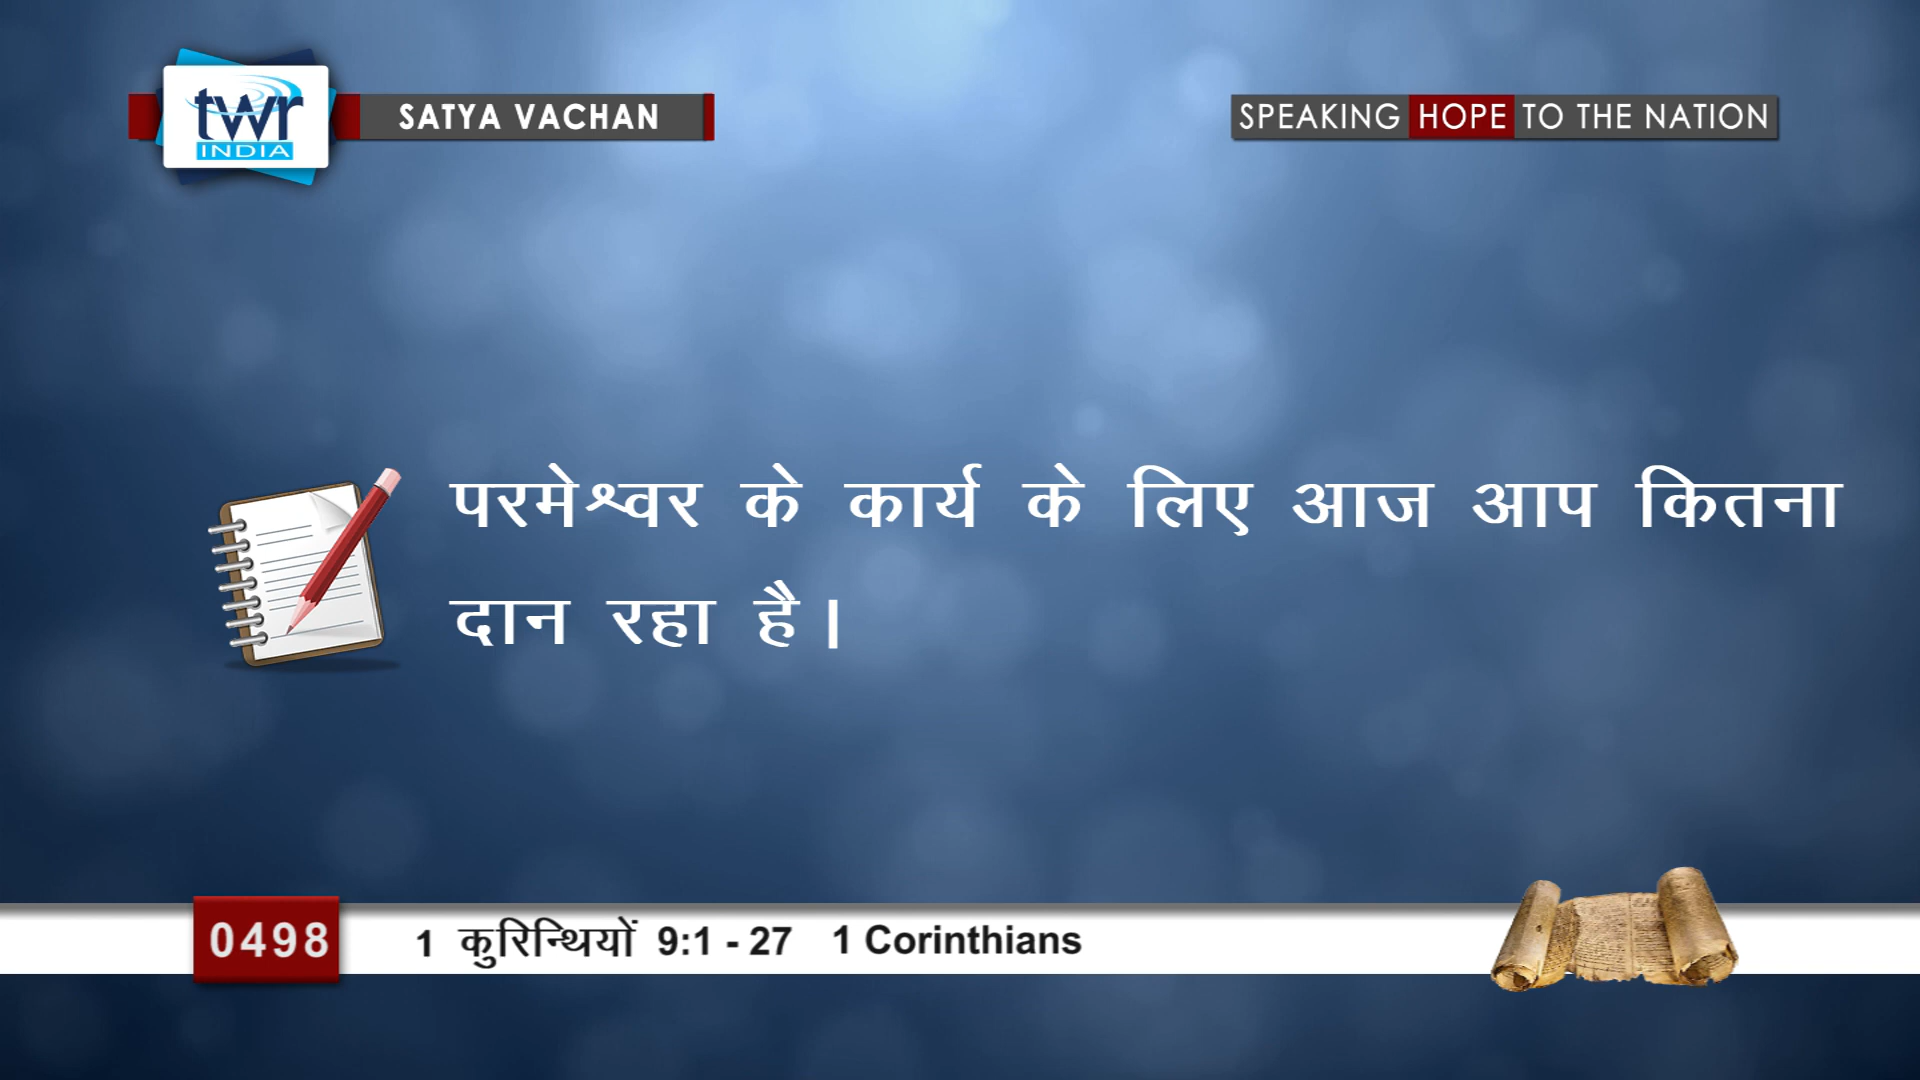 twr
INDIA
SATYA VACHAN
SPEAKING HOPE TO THE NATION
परमेश्वर के कार्य के लिए आज आप कितना
दान रहा है।
0498 1 कुरिन्थियों 9:1 - 27 1 Corinthians